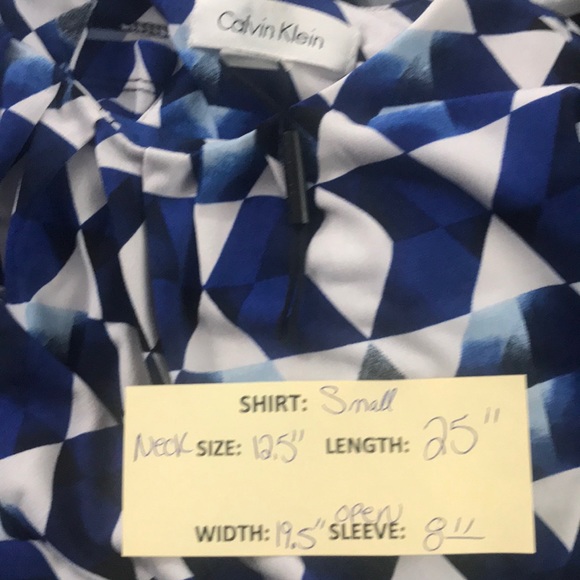 Calvin Klein
SHIRT: Small
Neck SIZE: 12.5" LENGTH: 25"
open
WIDTH: 19.5" SLEEVE: 8"